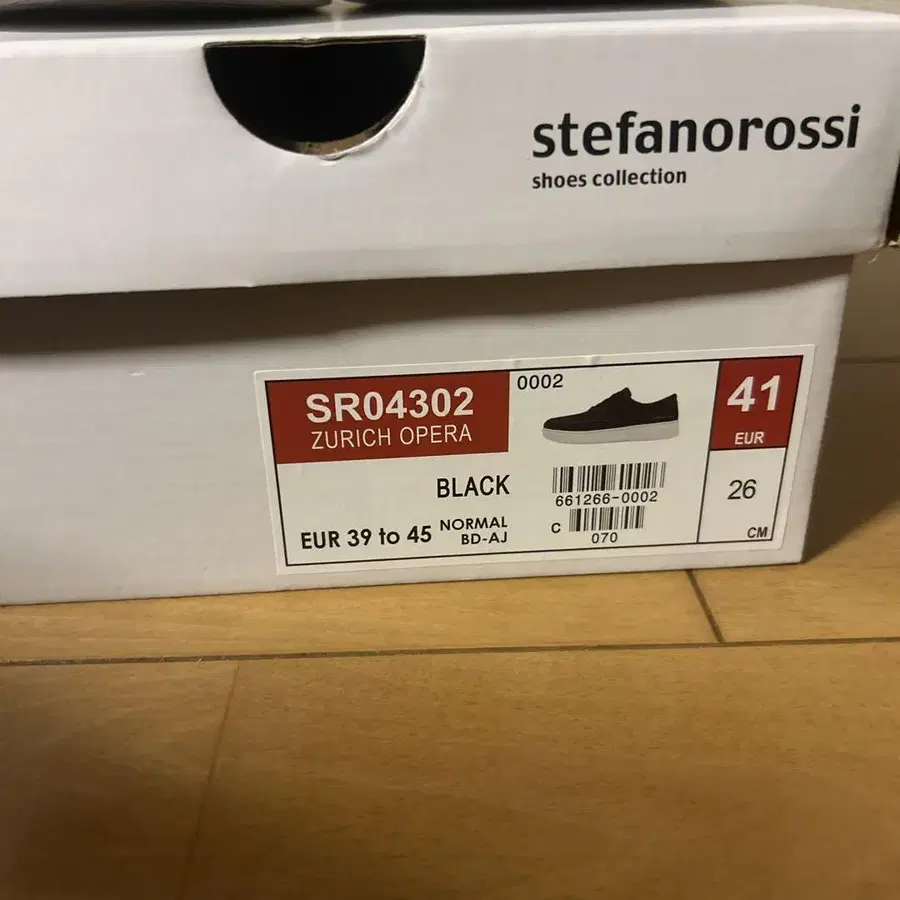 stefanorossi
shoes collection
SR04302
ZURICH OPERA
0002
41
EUR
BLACK
661266-0002
26
EUR 39 to 45 NORMAL
BD-AJ
C
070
CM